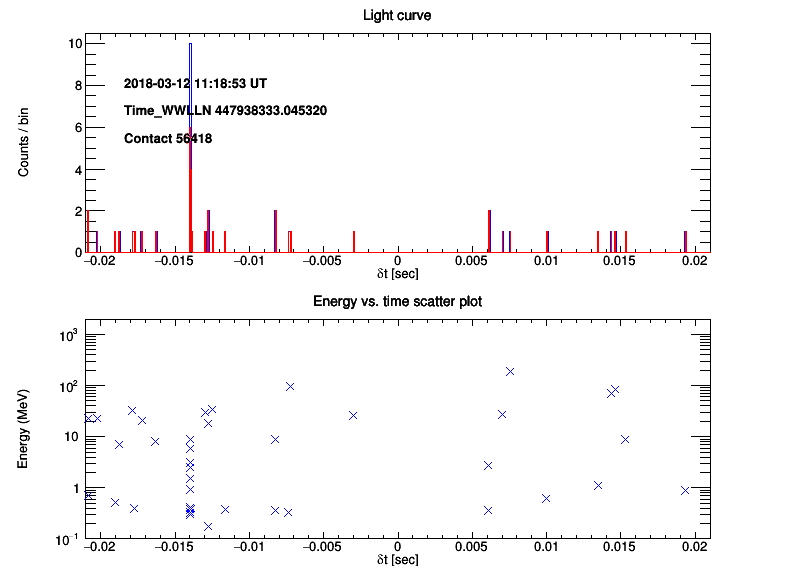 Light curve
10
2018-03-12 11:18:53 UT
8
Time_WWLLN 447938333.045320
6
Contact 56418
4
2
0
Counts / bin
−0.02 −0.015 −0.01 −0.005 0 0.005 0.01 0.015 0.02
δt [sec]
Energy vs. time scatter plot
10³
10²
10
1
10⁻¹
Energy (MeV)
−0.02 −0.015 −0.01 −0.005 0 0.005 0.01 0.015 0.02
δt [sec]